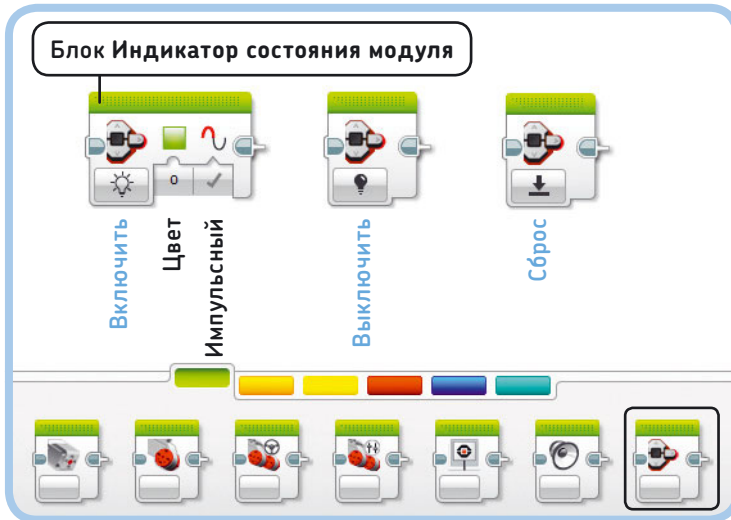 Блок Индикатор состояния модуля
0
Включить
Цвет
Импульсный
Выключить
Сброс